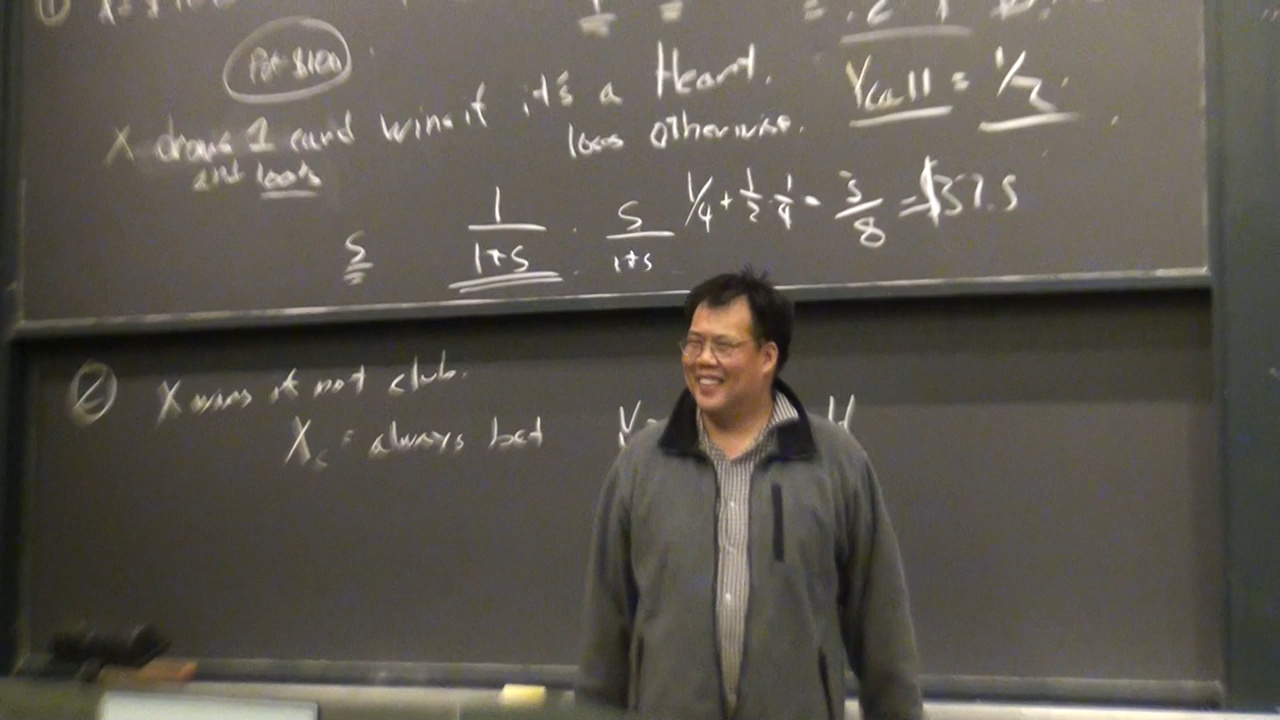 Pot $100
X draws 1 card wins if it's a Heart. Ycall = 1/2.
and looks loses otherwise.
S 1/1+S : S/1+S 1/4 + 1/2 · 1/4 = 3/8 = $37.5
② X wins if not club.
Xc = always bet